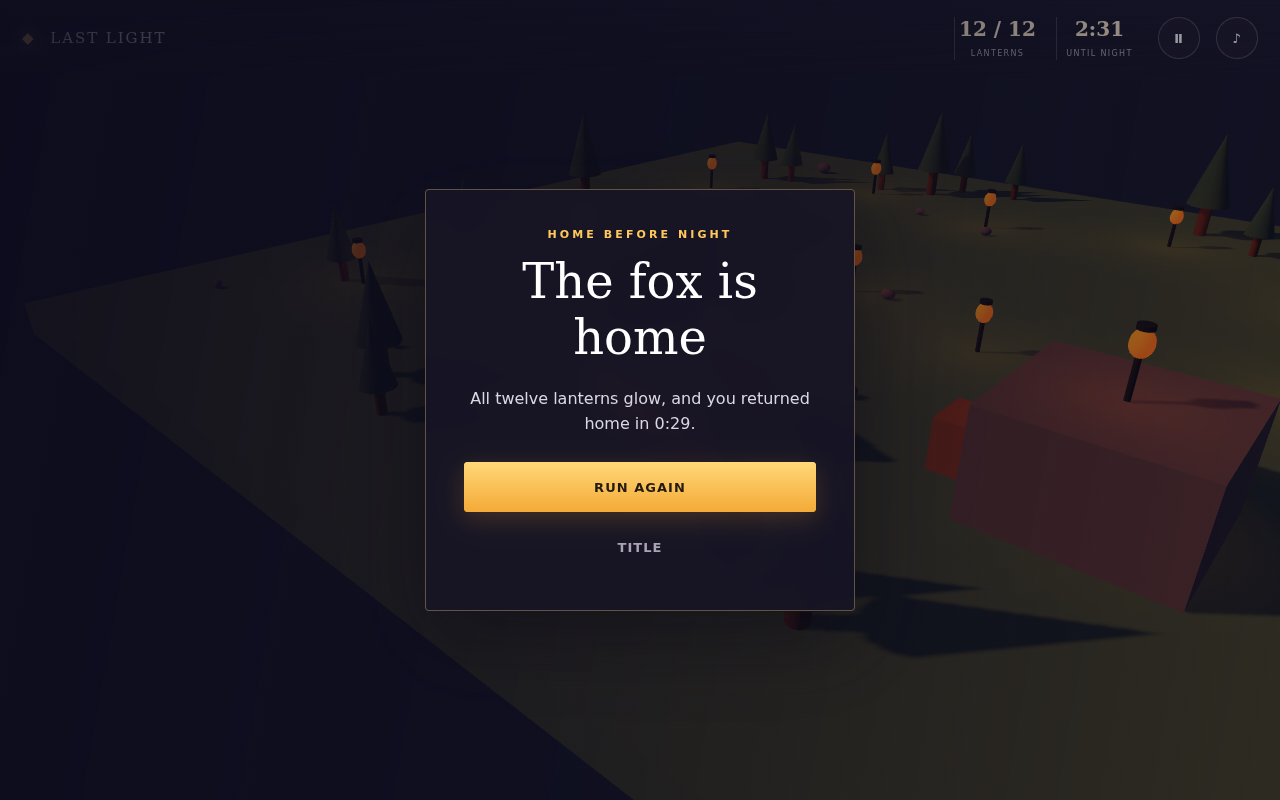 ◆ LAST LIGHT
12 / 12
LANTERNS
2:31
UNTIL NIGHT
HOME BEFORE NIGHT
The fox is
home
All twelve lanterns glow, and you returned
home in 0:29.
RUN AGAIN
TITLE